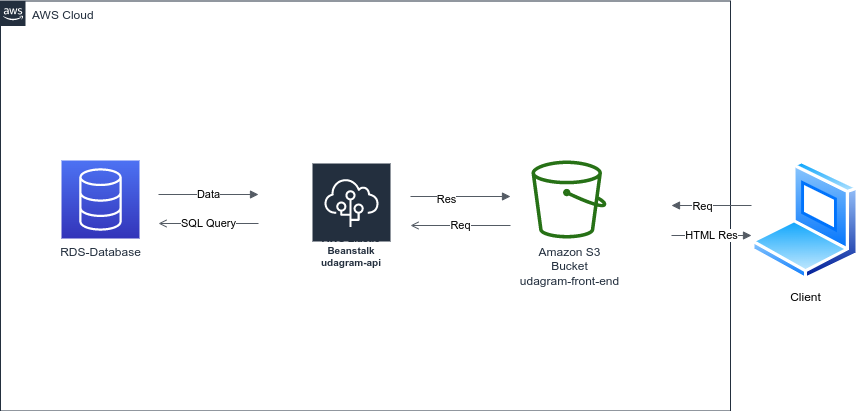 aws
AWS Cloud
Data
SQL Query
RDS-Database
Beanstalk
udagram-api
Res
Req
Amazon S3
Bucket
udagram-front-end
Req
HTML Res
Client